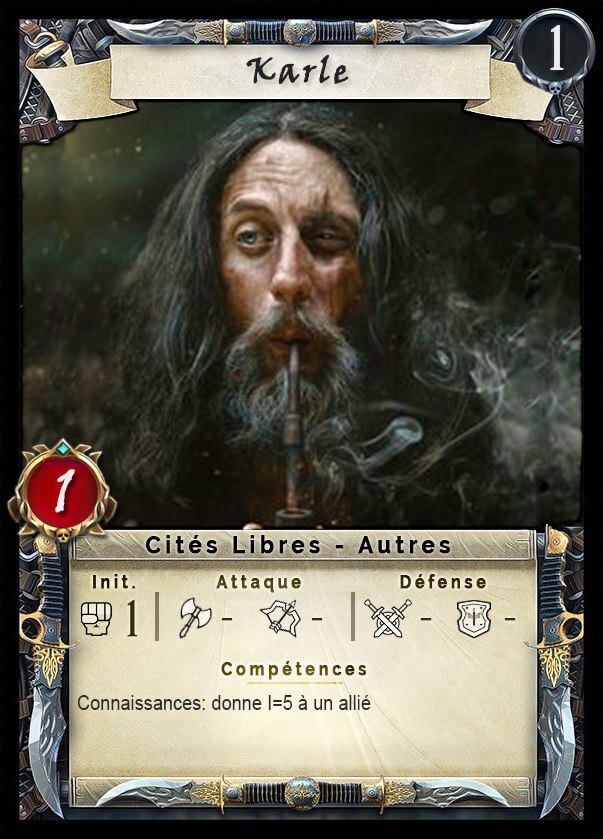 Karle
1
1
Cités Libres - Autres
Init. Attaque Défense
1 - - - -
Compétences
Connaissances: donne I=5 à un allié